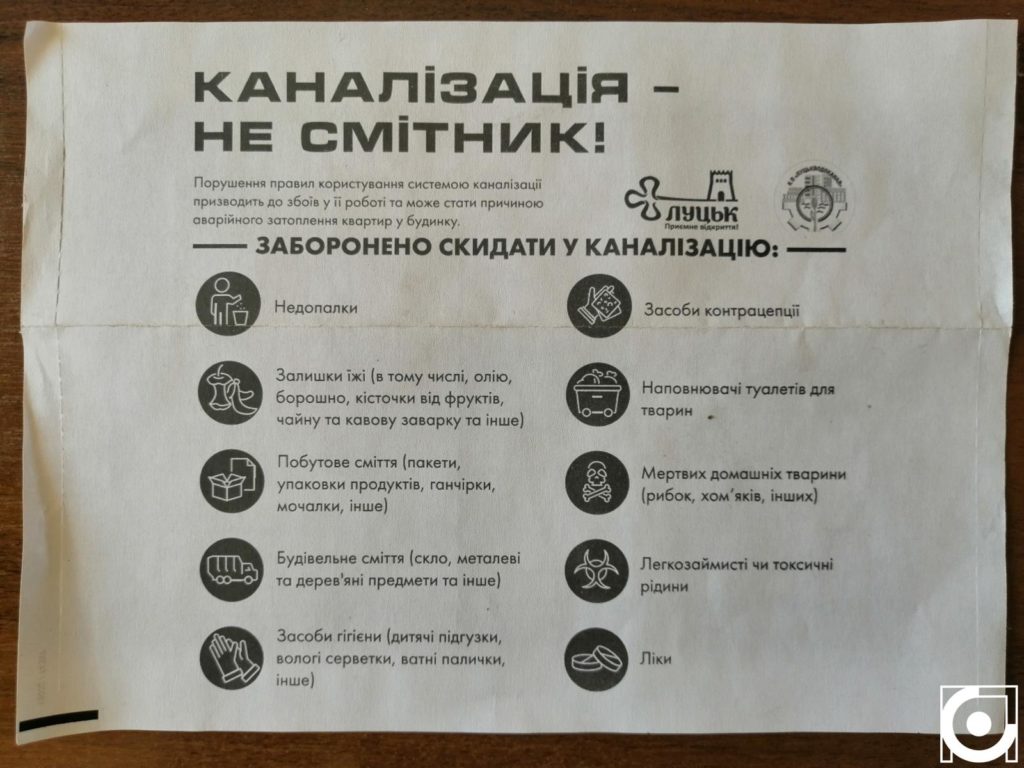 КАНАЛІЗАЦІЯ –
НЕ СМІТНИК!
Порушення правил користування системою каналізації
призводить до збоїв у її роботі та може стати причиною
аварійного затоплення квартир у будинку.
ЛУЦЬК
Приємне відкриття!
ЗАБОРОНЕНО СКИДАТИ У КАНАЛІЗАЦІЮ:
Недопалки
Залишки їжі (в тому числі, олію,
борошно, кісточки від фруктів,
чайну та кавову заварку та інше)
Побутове сміття (пакети,
упаковки продуктів, ганчірки,
мочалки, інше)
Будівельне сміття (скло, металеві
та дерев'яні предмети та інше)
Засоби гігієни (дитячі підгузки,
вологі серветки, ватні палички,
інше)
Засоби контрацепції
Наповнювачі туалетів для
тварин
Мертвих домашніх тварини
(рибок, хом'яків, інших)
Легкозаймисті чи токсичні
рідини
Ліки